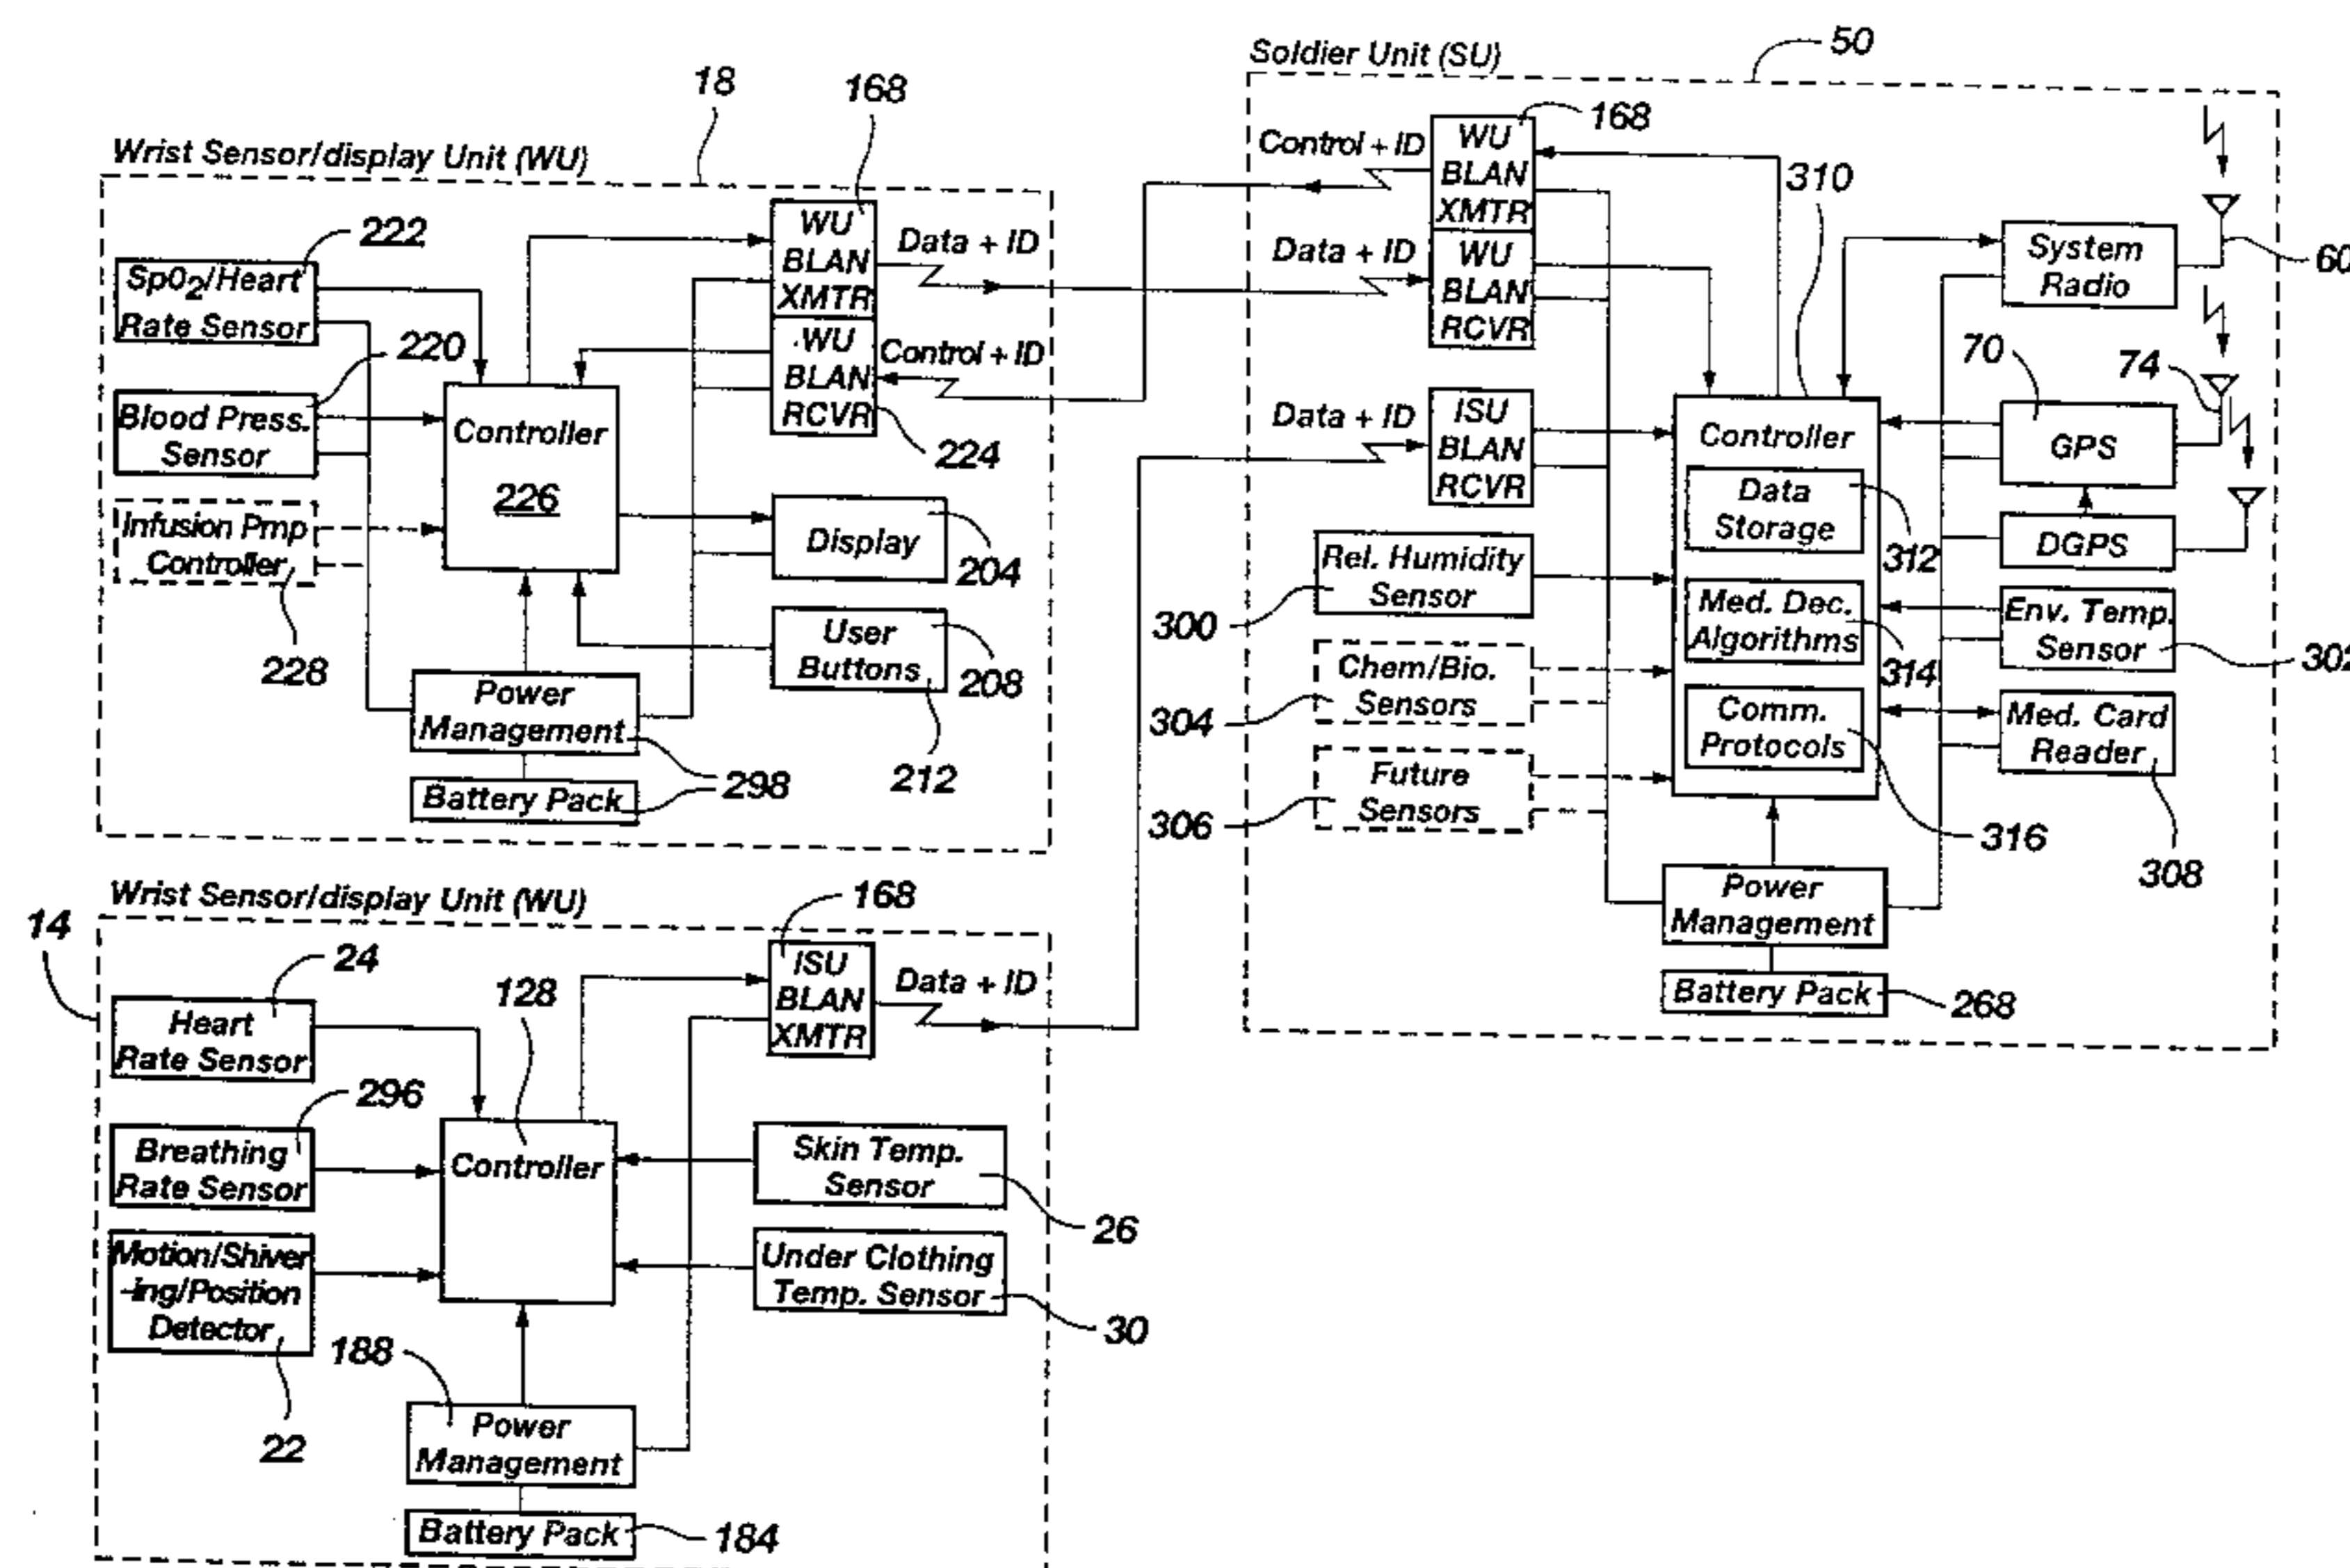 Wrist Sensor/display Unit (WU)
18
168
222
SpO2/Heart
Rate Sensor
220
Blood Press.
Sensor
Infusion Pmp
Controller
228
Controller
226
WU
BLAN
XMTR
WU
BLAN
RCVR
Data + ID
Control + ID
224
Display
204
User
Buttons
208
212
Power
Management
Battery Pack
298
Wrist Sensor/display Unit (WU)
14
24
Heart
Rate Sensor
296
Breathing
Rate Sensor
Motion/Shiver
-ing/Position
Detector
22
128
Controller
168
ISU
BLAN
XMTR
Data + ID
Skin Temp.
Sensor
26
Under Clothing
Temp. Sensor
30
188
Power
Management
Battery Pack
184
Soldier Unit (SU)
50
Control + ID
WU
BLAN
XMTR
168
Data + ID
WU
BLAN
RCVR
Data + ID
ISU
BLAN
RCVR
Rel. Humidity
Sensor
300
Chem/Bio.
Sensors
304
Future
Sensors
306
310
Controller
Data
Storage
312
Med. Dec.
Algorithms
314
Comm.
Protocols
316
Power
Management
Battery Pack
268
System
Radio
60
70
74
GPS
DGPS
Env. Temp.
Sensor
302
Med. Card
Reader
308